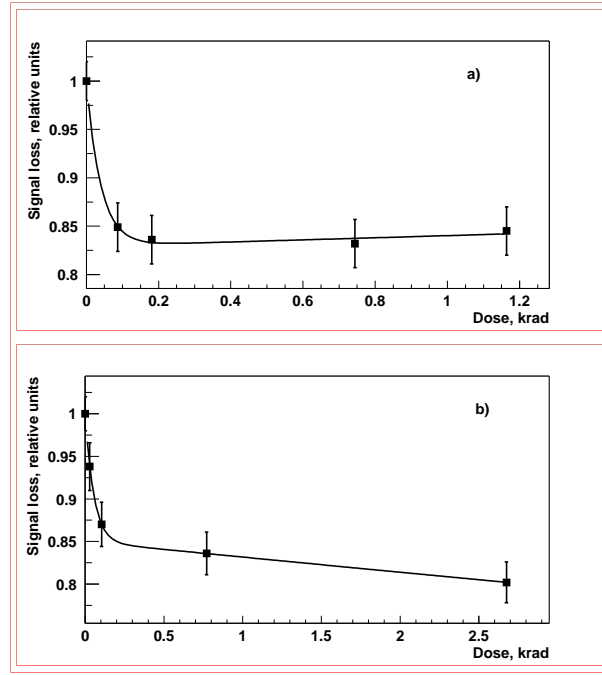 Signal loss, relative units
a)
1
0.95
0.9
0.85
0.8
0 0.2 0.4 0.6 0.8 1 1.2
Dose, krad
Signal loss, relative units
b)
1
0.95
0.9
0.85
0.8
0 0.5 1 1.5 2 2.5
Dose, krad